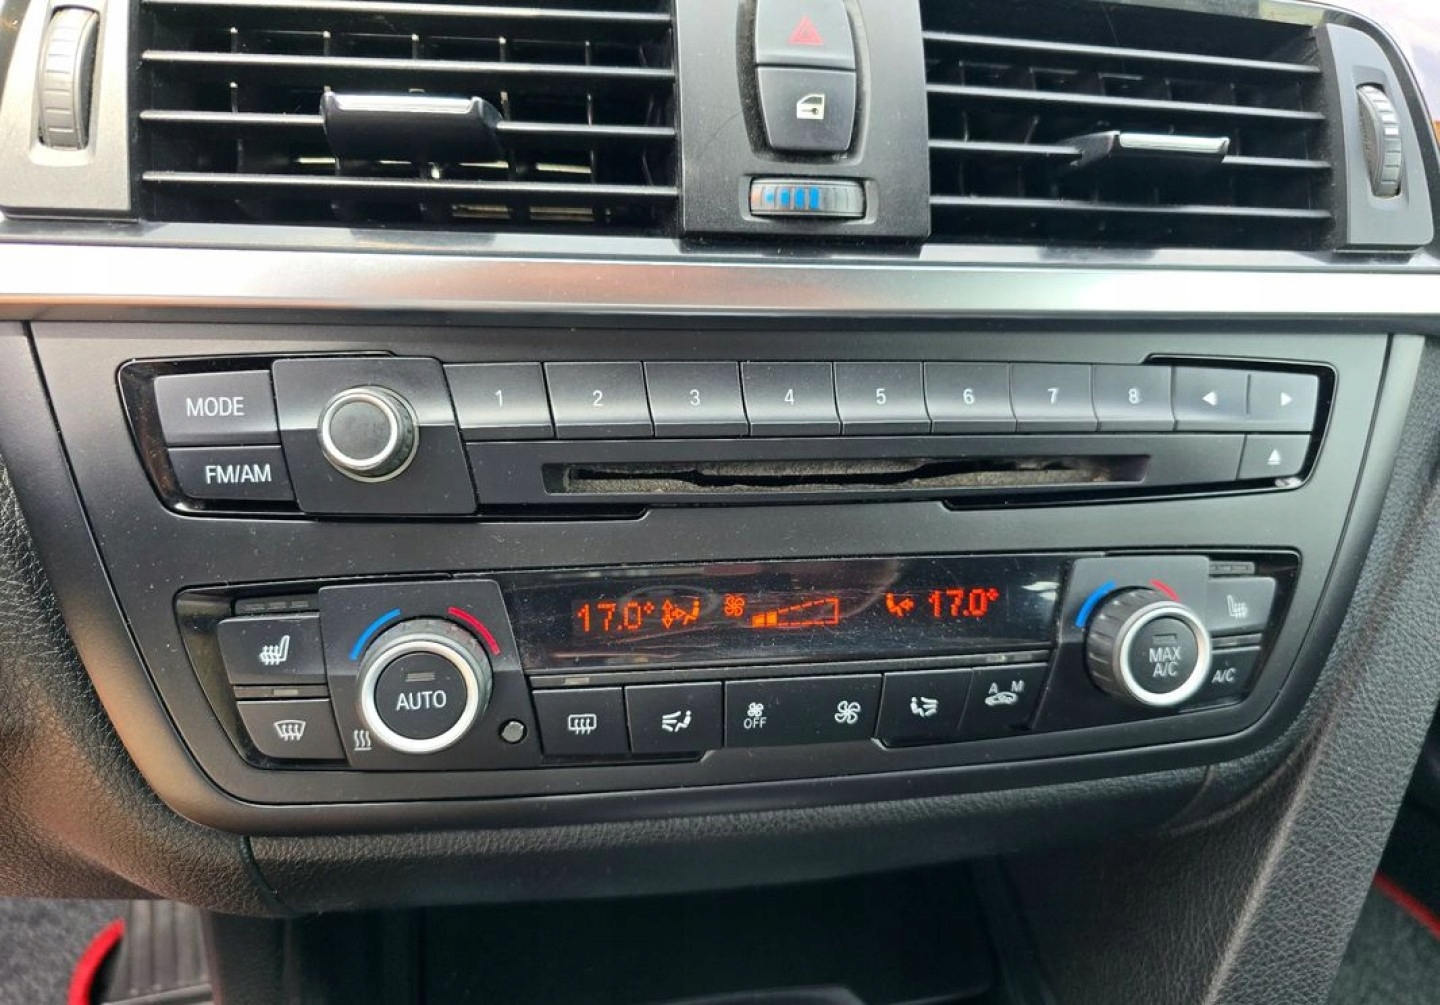 MODE
1 2 3 4 5 6 7 8
FM/AM
17.0° 17.0°
AUTO
MAX
A/C
A/C
OFF
A M